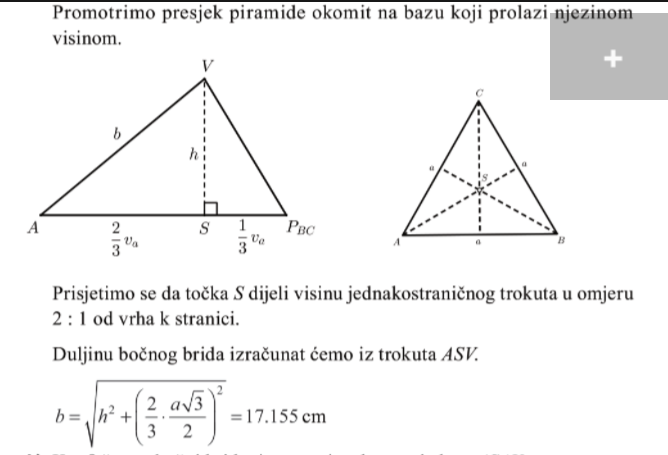 Promotrimo presjek piramide okomit na bazu koji prolazi njezinom
visinom.
V
b
h
A
2/3 vₐ
S
1/3 vₐ
P_BC
C
a
a
S
A
a
B
Prisjetimo se da točka S dijeli visinu jednakostraničnog trokuta u omjeru
2 : 1 od vrha k stranici.
Duljinu bočnog brida izračunat ćemo iz trokuta ASV.
b = √(h² + (2/3 · a√3/2)²) = 17.155 cm